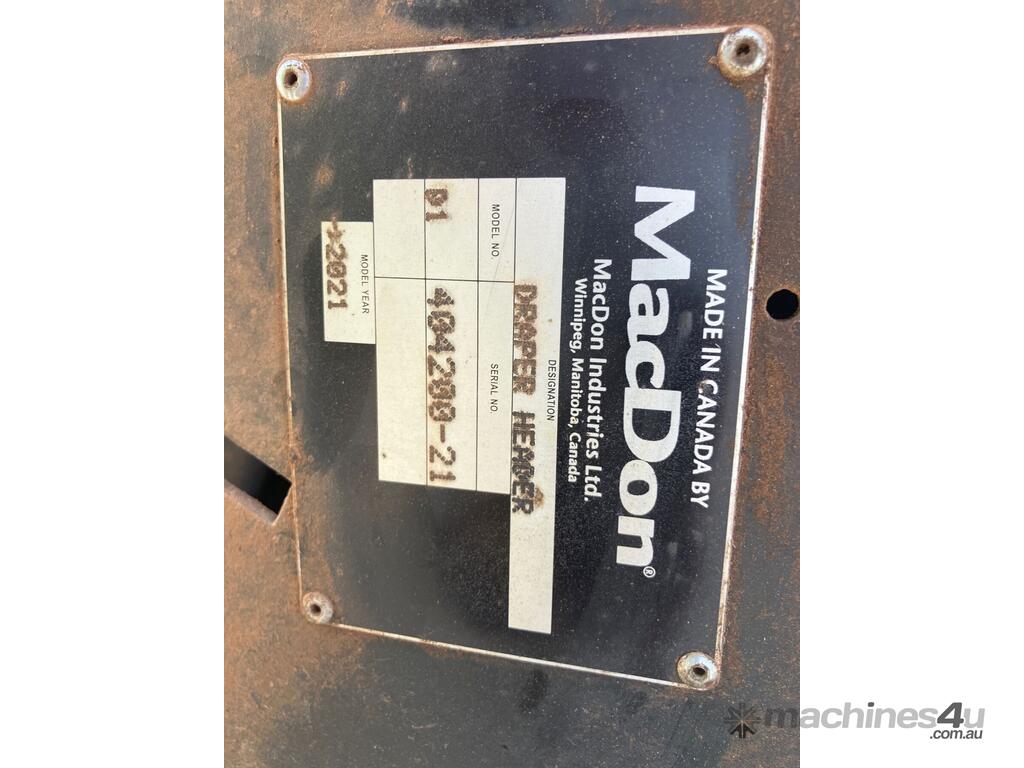 MADE IN CANADA BY
MacDon®
MacDon Industries Ltd.
Winnipeg, Manitoba, Canada
DESIGNATION
DRAPER HEADER
MODEL NO. SERIAL NO.
D1 404200-21
MODEL YEAR
*2021
machines4u
.com.au